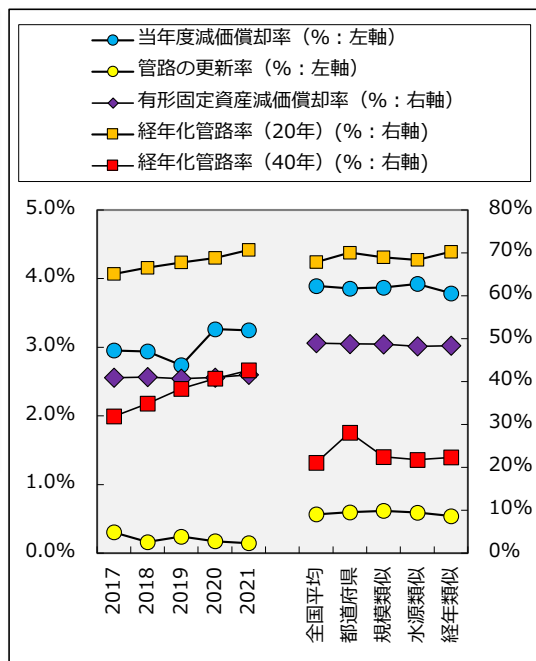 当年度減価償却率（%：左軸）
管路の更新率（%：左軸）
有形固定資産減価償却率（%：右軸）
経年化管路率（20年）(%：右軸)
経年化管路率（40年）(%：右軸)
5.0%
4.0%
3.0%
2.0%
1.0%
0.0%
80%
70%
60%
50%
40%
30%
20%
10%
0%
2017
2018
2019
2020
2021
全国平均
都道府県
規模類似
水源類似
経年類似